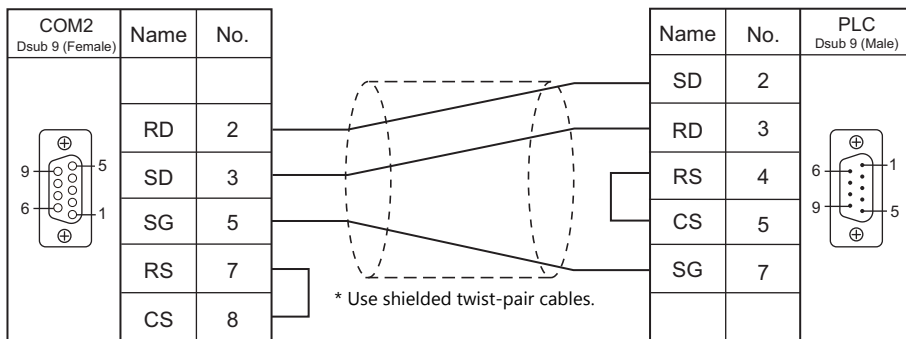 COM2
Dsub 9 (Female)
Name No.
RD 2
SD 3
SG 5
RS 7
CS 8
9
5
6
1
* Use shielded twist-pair cables.
Name No.
SD 2
RD 3
RS 4
CS 5
SG 7
PLC
Dsub 9 (Male)
6
1
9
5